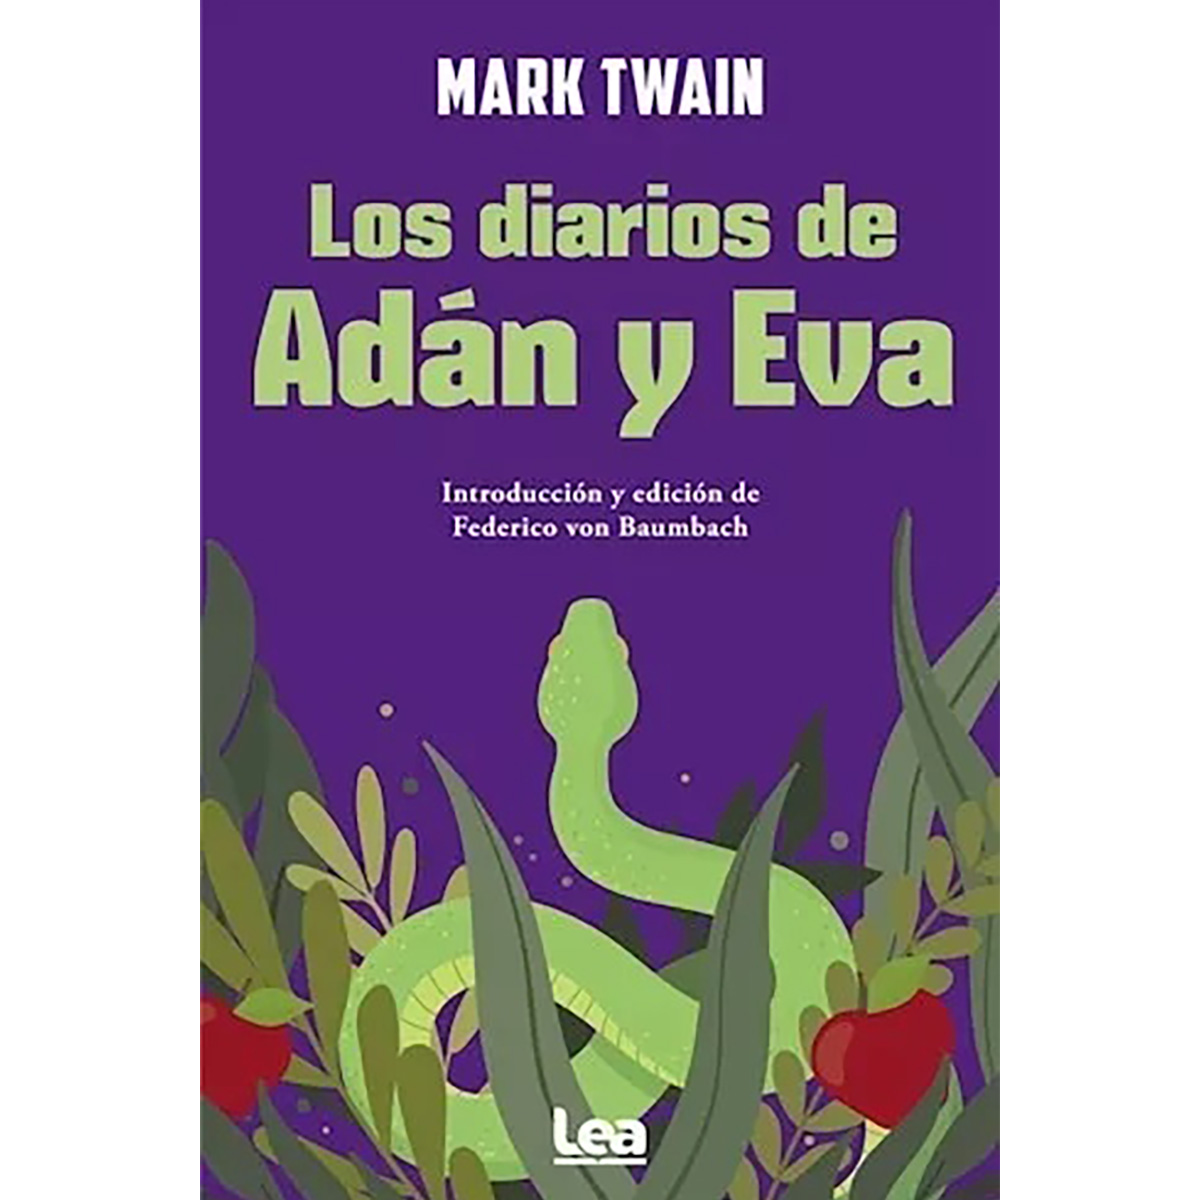 MARK TWAIN
Los diarios de
Adán y Eva
Introducción y edición de
Federico von Baumbach
Lea